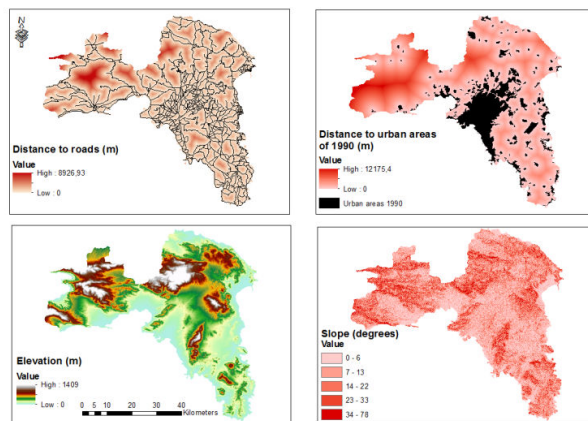 N
Distance to roads (m)
Value
High : 8926,93
Low : 0
Distance to urban areas
of 1990 (m)
Value
High : 12175,4
Low : 0
Urban areas 1990
Elevation (m)
Value
High : 1409
Low : 0
0 5 10 20 30 40
Kilometers
Slope (degrees)
Value
0 - 6
7 - 13
14 - 22
23 - 33
34 - 78